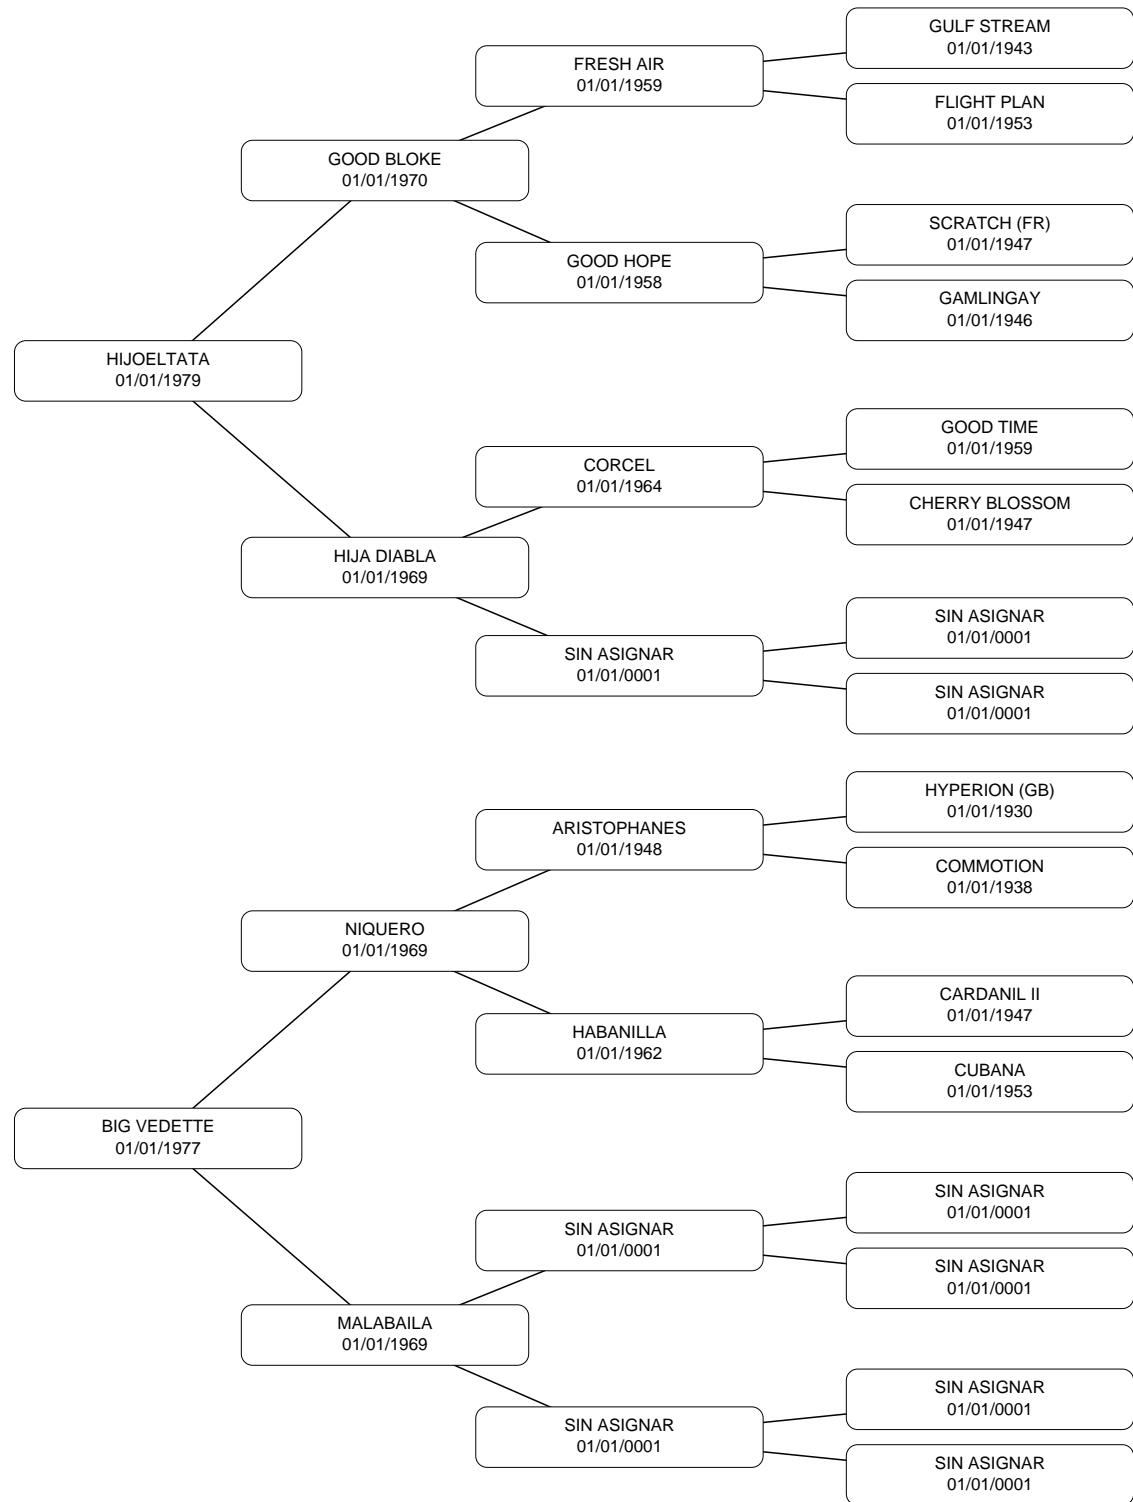 GULF STREAM
01/01/1943
FRESH AIR
01/01/1959
FLIGHT PLAN
01/01/1953
GOOD BLOKE
01/01/1970
SCRATCH (FR)
01/01/1947
GOOD HOPE
01/01/1958
GAMLINGAY
01/01/1946
HIJOELTATA
01/01/1979
GOOD TIME
01/01/1959
CORCEL
01/01/1964
CHERRY BLOSSOM
01/01/1947
HIJA DIABLA
01/01/1969
SIN ASIGNAR
01/01/0001
SIN ASIGNAR
01/01/0001
SIN ASIGNAR
01/01/0001
HYPERION (GB)
01/01/1930
ARISTOPHANES
01/01/1948
COMMOTION
01/01/1938
NIQUERO
01/01/1969
CARDANIL II
01/01/1947
HABANILLA
01/01/1962
CUBANA
01/01/1953
BIG VEDETTE
01/01/1977
SIN ASIGNAR
01/01/0001
SIN ASIGNAR
01/01/0001
SIN ASIGNAR
01/01/0001
MALABAILA
01/01/1969
SIN ASIGNAR
01/01/0001
SIN ASIGNAR
01/01/0001
SIN ASIGNAR
01/01/0001